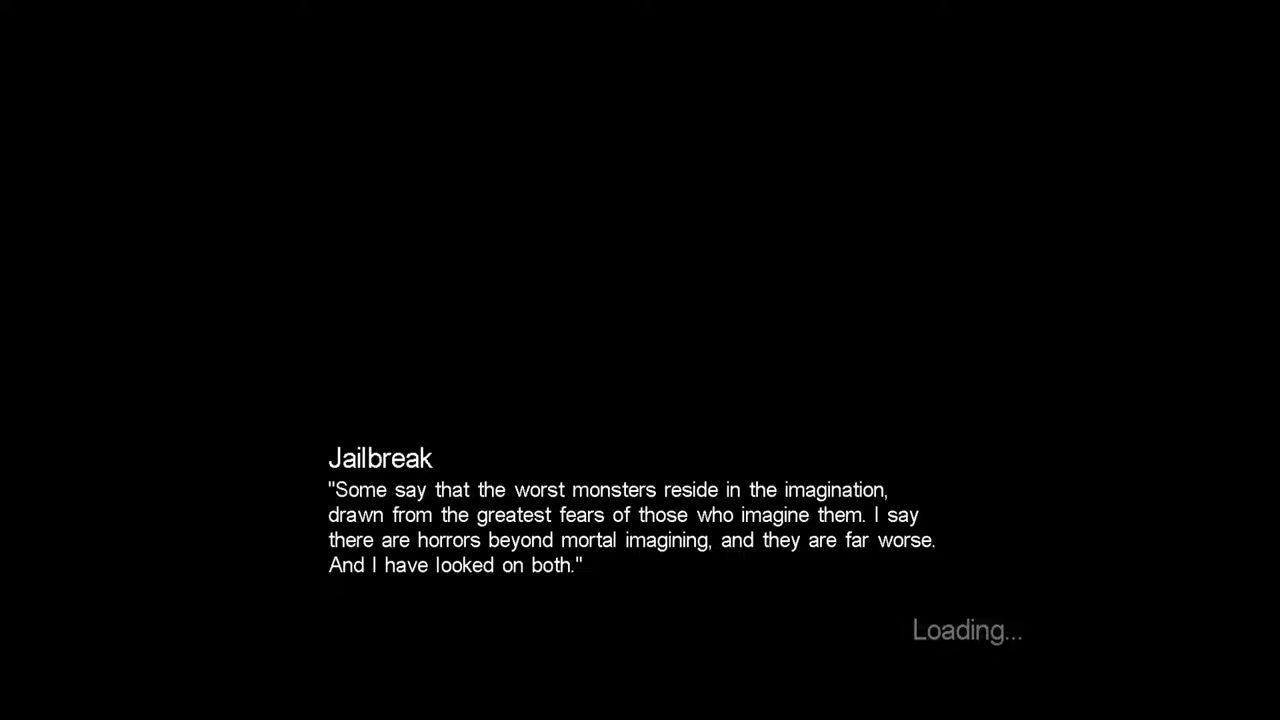 Jailbreak
"Some say that the worst monsters reside in the imagination,
drawn from the greatest fears of those who imagine them. I say
there are horrors beyond mortal imagining, and they are far worse.
And I have looked on both."
Loading...